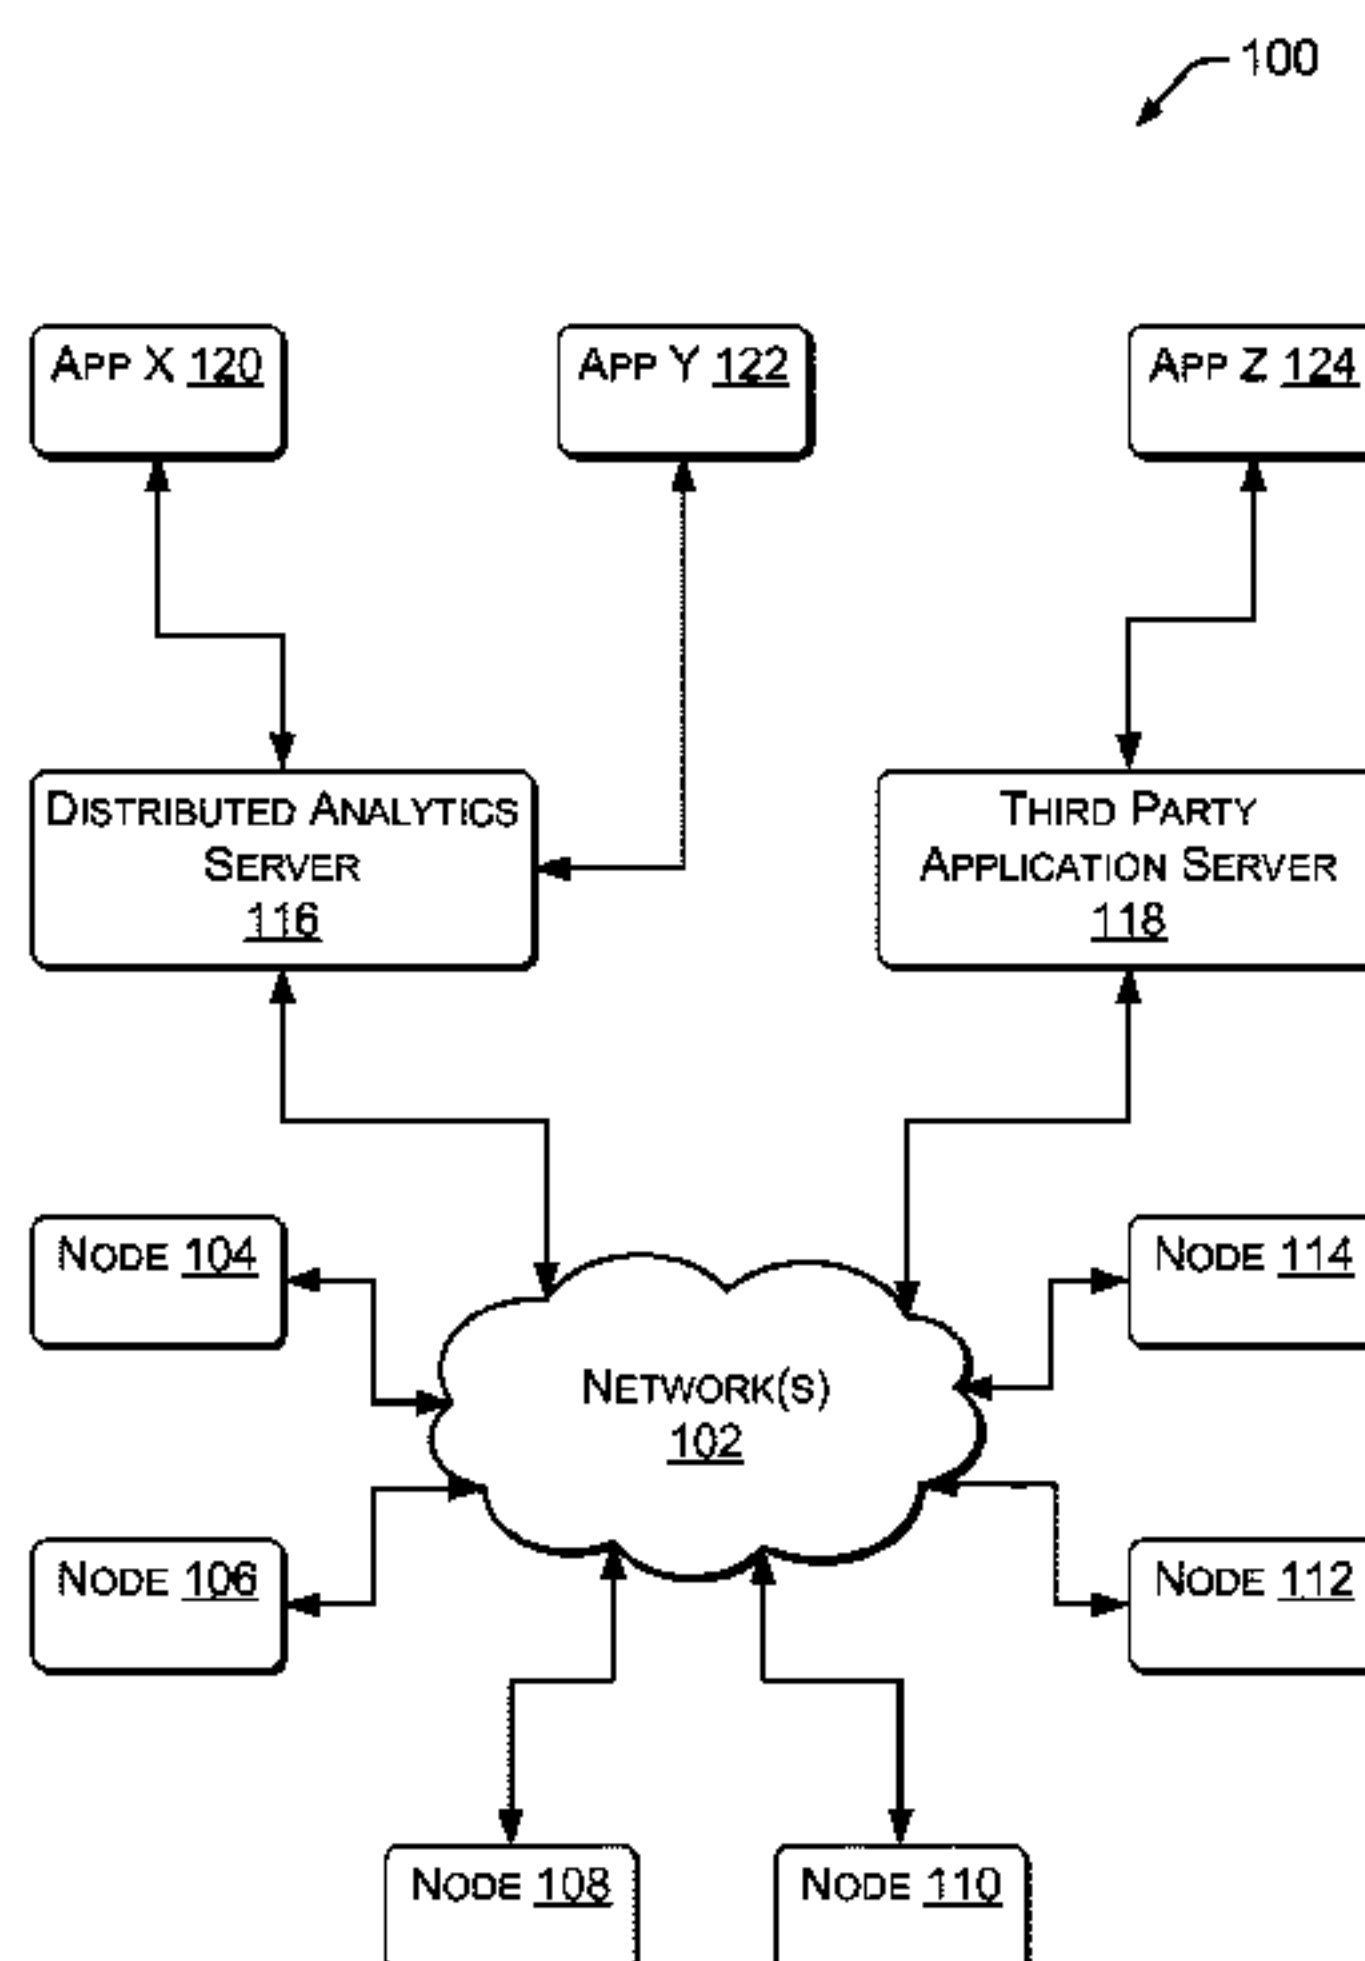 100
APP X 120
APP Y 122
APP Z 124
DISTRIBUTED ANALYTICS
SERVER
116
THIRD PARTY
APPLICATION SERVER
118
NODE 104
NODE 114
NETWORK(S)
102
NODE 106
NODE 112
NODE 108
NODE 110